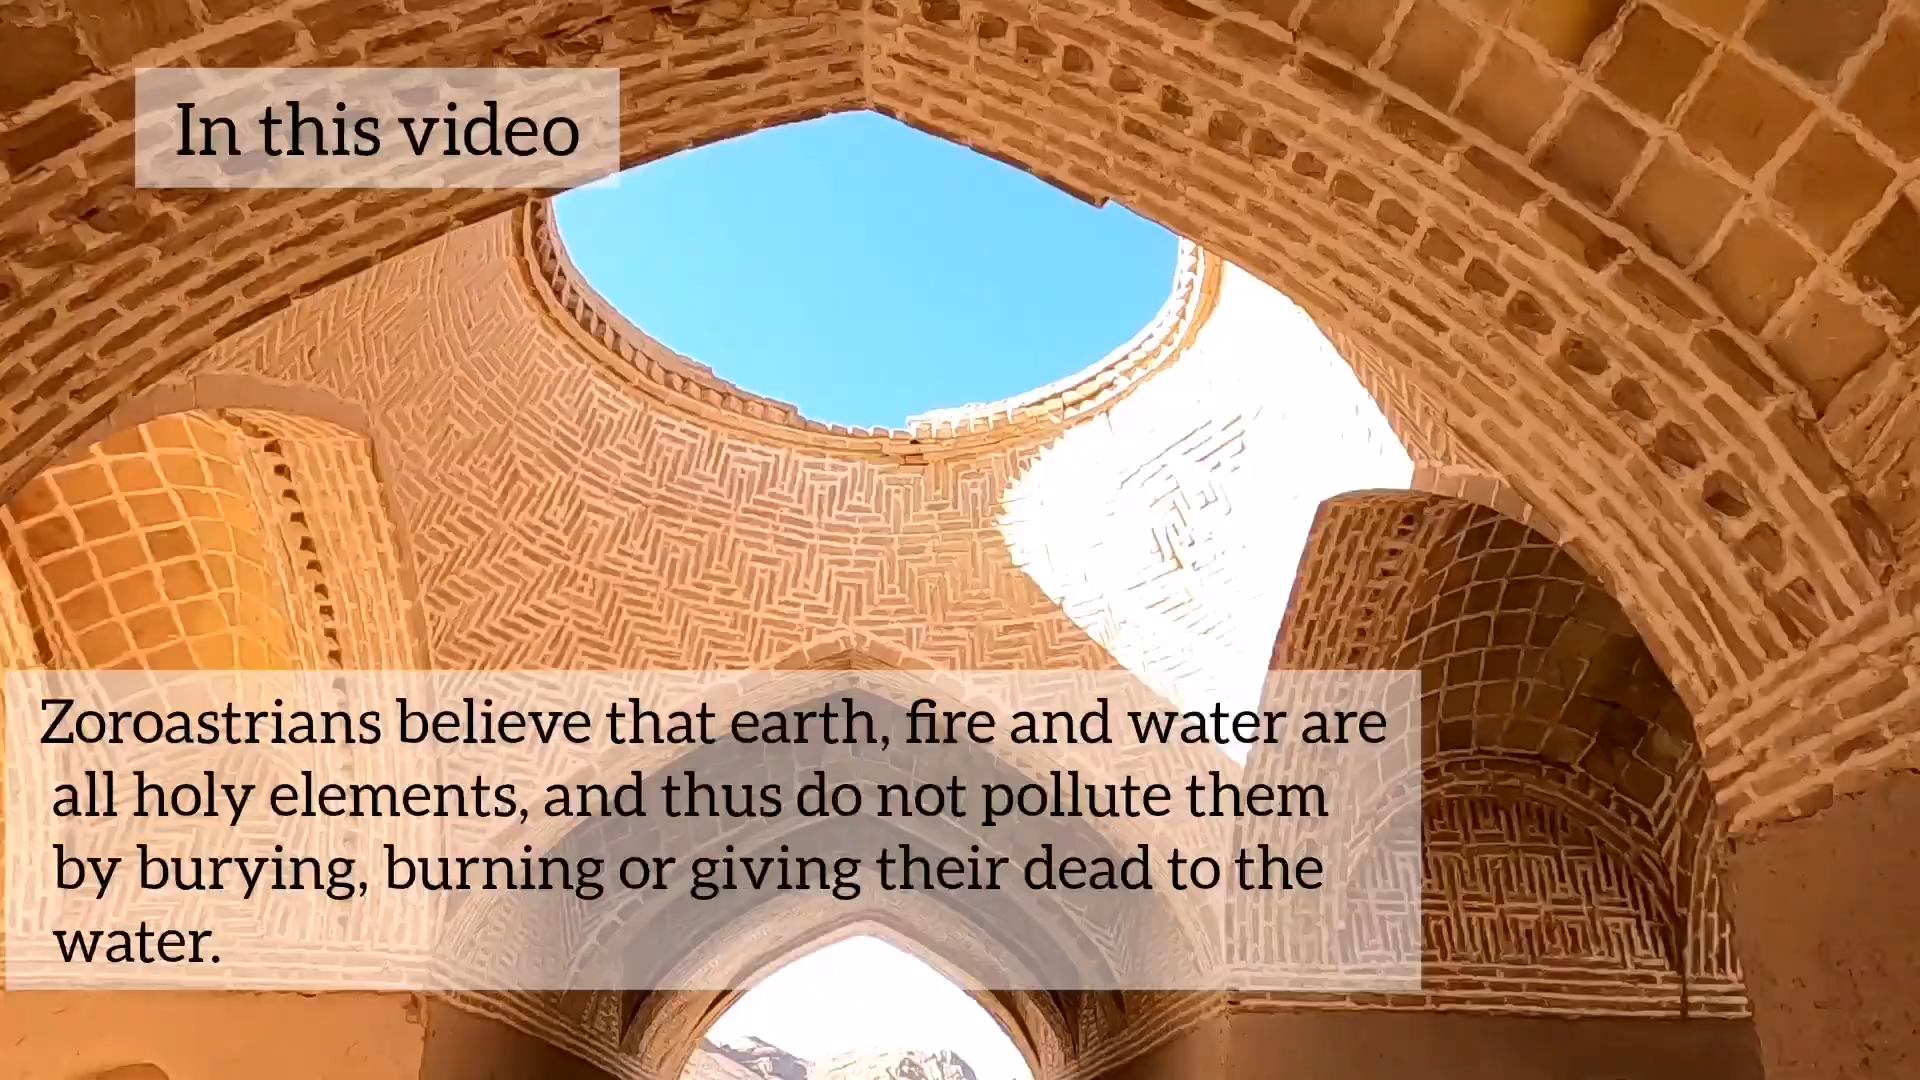 In this video
Zoroastrians believe that earth, fire and water are
all holy elements, and thus do not pollute them
by burying, burning or giving their dead to the
water.